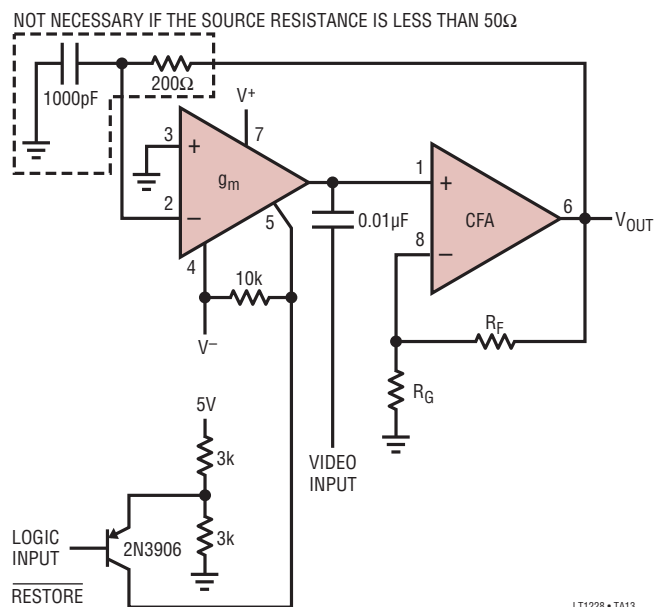 NOT NECESSARY IF THE SOURCE RESISTANCE IS LESS THAN 50Ω
1000pF
200Ω
V+
3
+
7
gm
2
−
5
4
10k
V−
0.01µF
1
+
CFA
6
VOUT
8
−
RF
RG
5V
3k
3k
VIDEO
INPUT
LOGIC
INPUT
2N3906
RESTORE
LT1228 • TA13